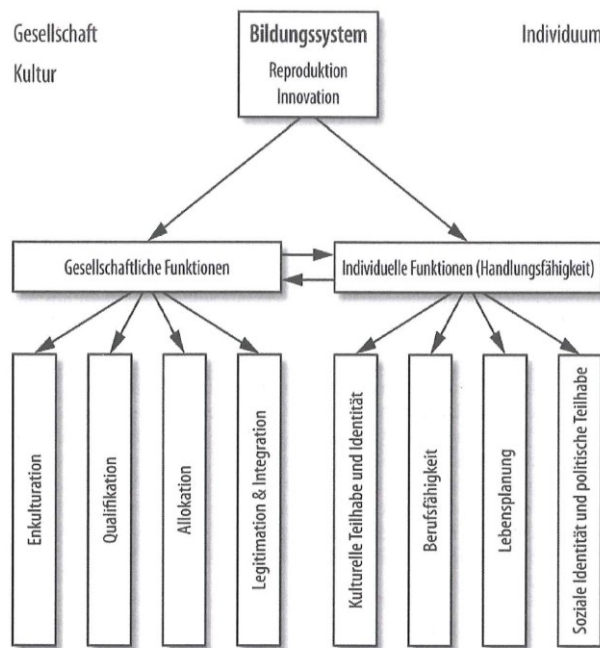 Gesellschaft
Kultur
Bildungssystem
Reproduktion
Innovation
Individuum
Gesellschaftliche Funktionen
Individuelle Funktionen (Handlungsfähigkeit)
Enkulturation
Qualifikation
Allokation
Legitimation & Integration
Kulturelle Teilhabe und Identität
Berufsfähigkeit
Lebensplanung
Soziale Identität und politische Teilhabe